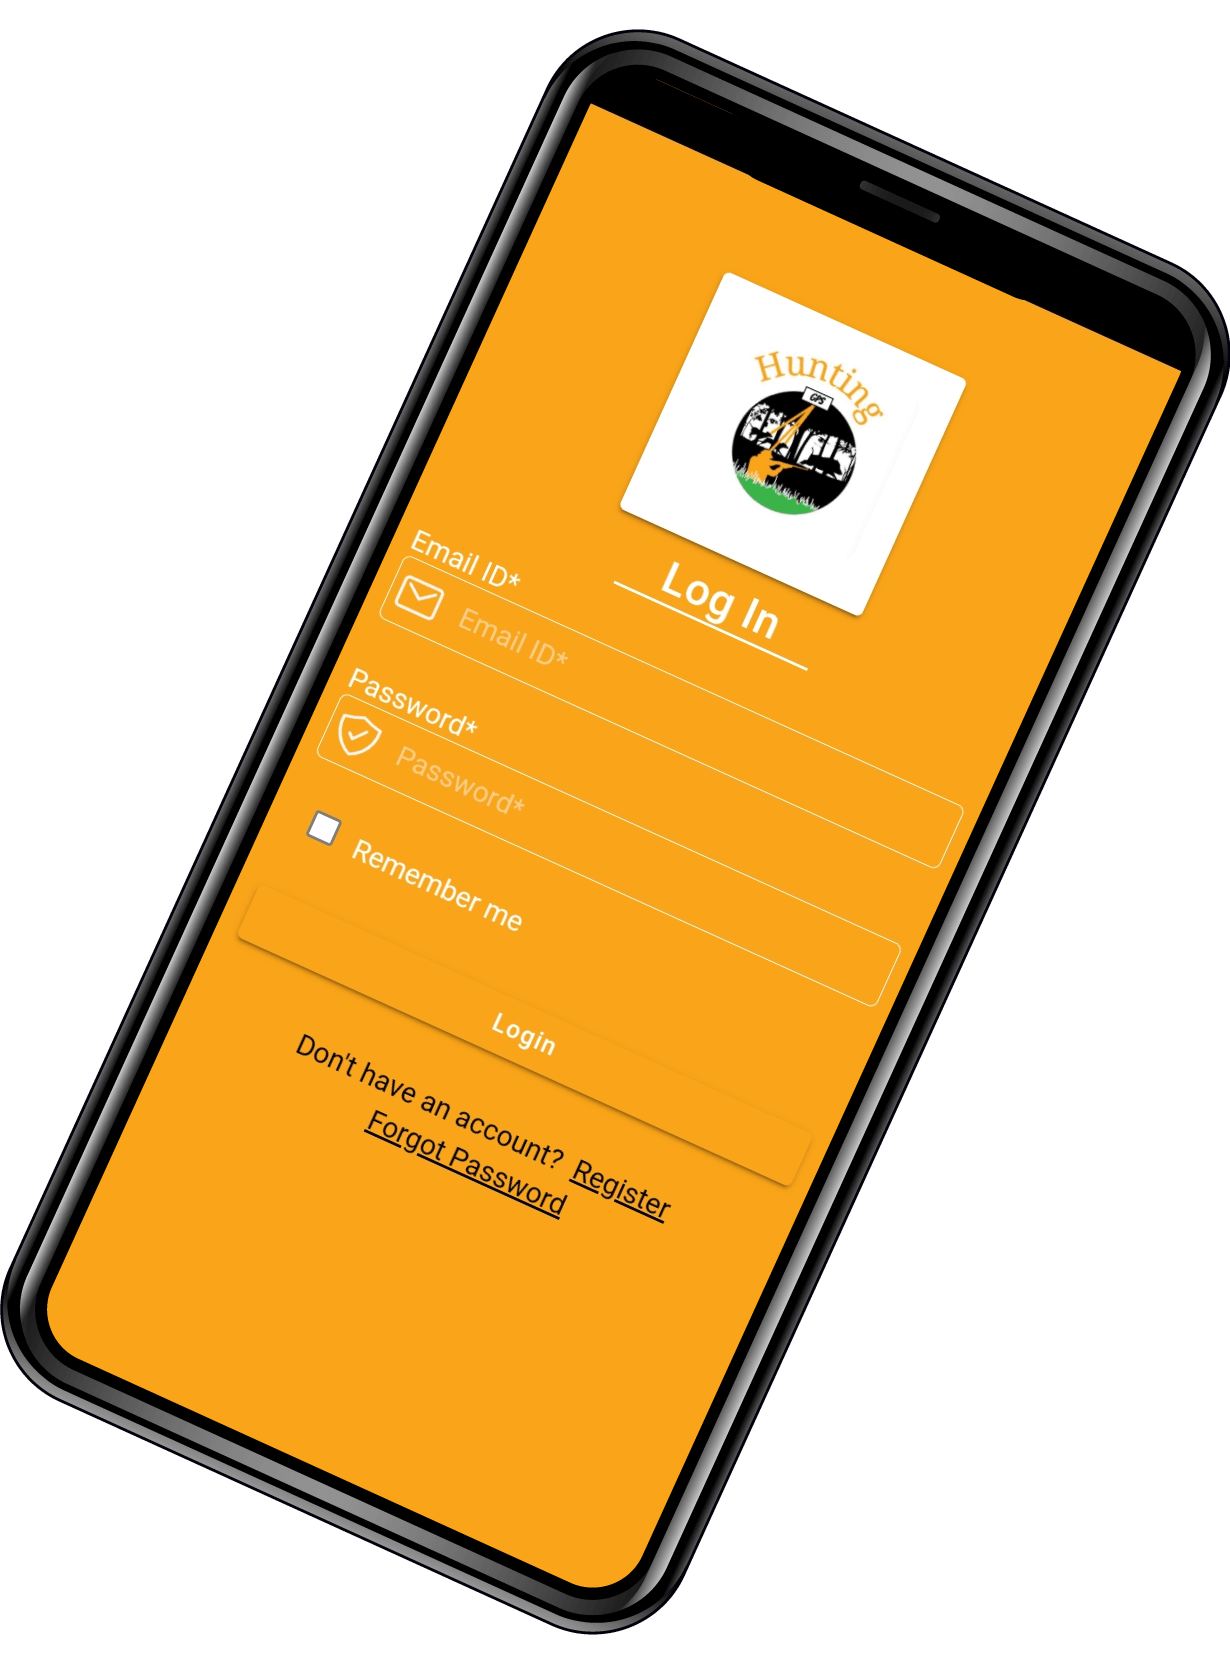 Hunting
GPS
Log In
Email ID*
Email ID*
Password*
Password*
Remember me
Login
Don't have an account? Register
Forgot Password